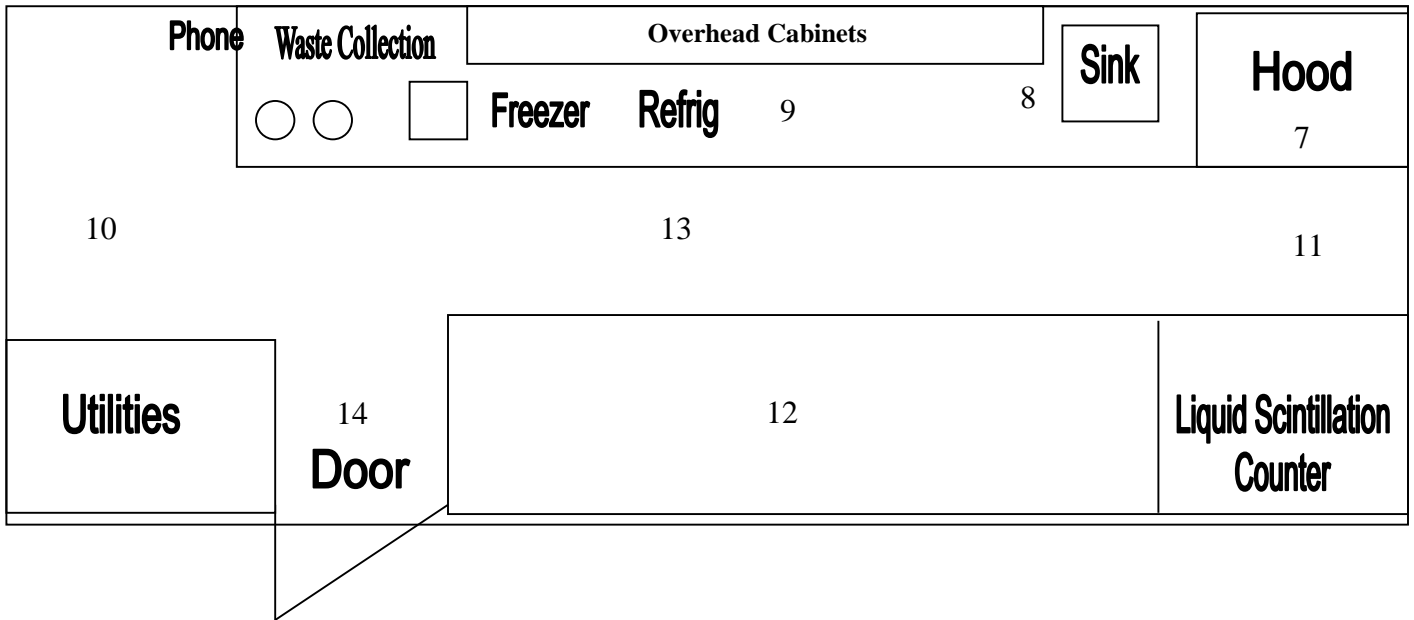 Phone
Waste Collection
Overhead Cabinets
Sink
Hood
Freezer
Refrig
9
8
7
10
13
11
Utilities
14
Door
12
Liquid Scintillation
Counter